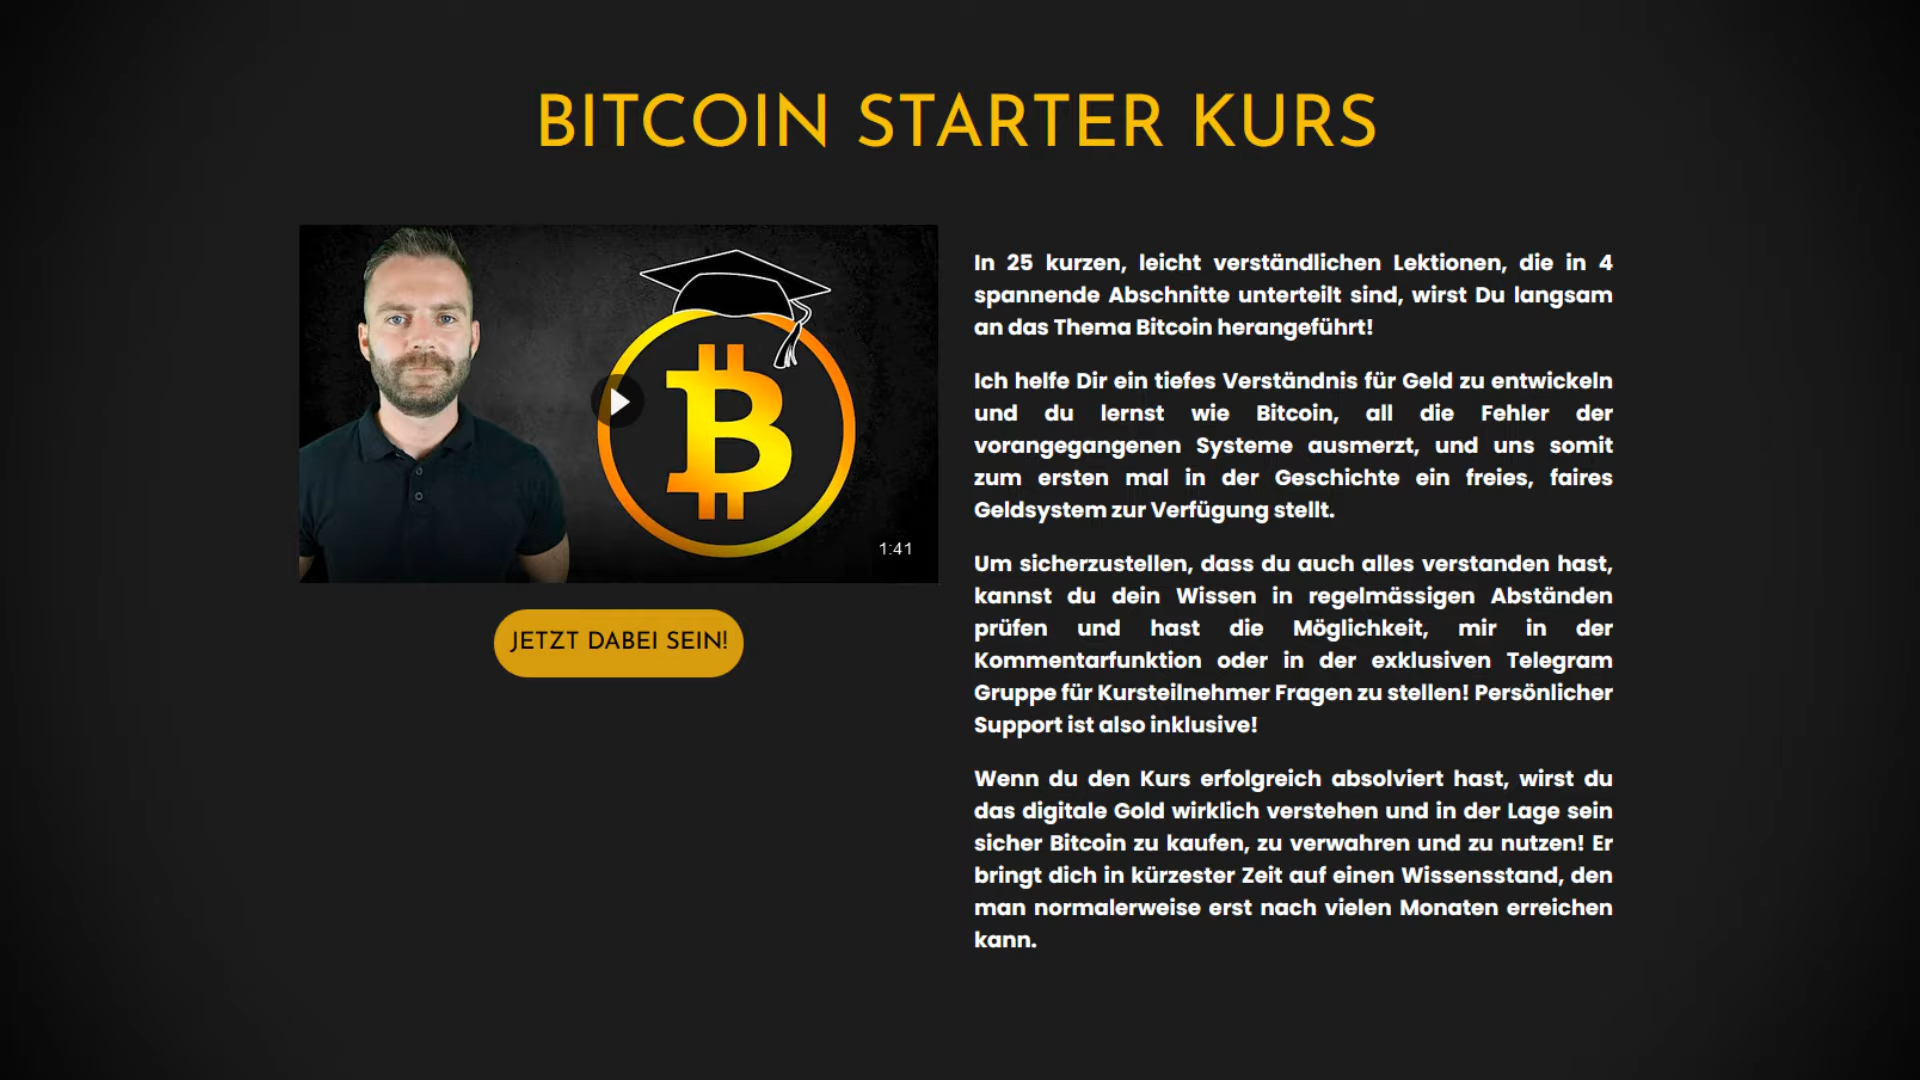 BITCOIN STARTER KURS
1:41
JETZT DABEI SEIN!
In 25 kurzen, leicht verständlichen Lektionen, die in 4
spannende Abschnitte unterteilt sind, wirst Du langsam
an das Thema Bitcoin herangeführt!
Ich helfe Dir ein tiefes Verständnis für Geld zu entwickeln
und du lernst wie Bitcoin, all die Fehler der
vorangegangenen Systeme ausmerzt, und uns somit
zum ersten mal in der Geschichte ein freies, faires
Geldsystem zur Verfügung stellt.
Um sicherzustellen, dass du auch alles verstanden hast,
kannst du dein Wissen in regelmässigen Abständen
prüfen und hast die Möglichkeit, mir in der
Kommentarfunktion oder in der exklusiven Telegram
Gruppe für Kursteilnehmer Fragen zu stellen! Persönlicher
Support ist also inklusive!
Wenn du den Kurs erfolgreich absolviert hast, wirst du
das digitale Gold wirklich verstehen und in der Lage sein
sicher Bitcoin zu kaufen, zu verwahren und zu nutzen! Er
bringt dich in kürzester Zeit auf einen Wissensstand, den
man normalerweise erst nach vielen Monaten erreichen
kann.